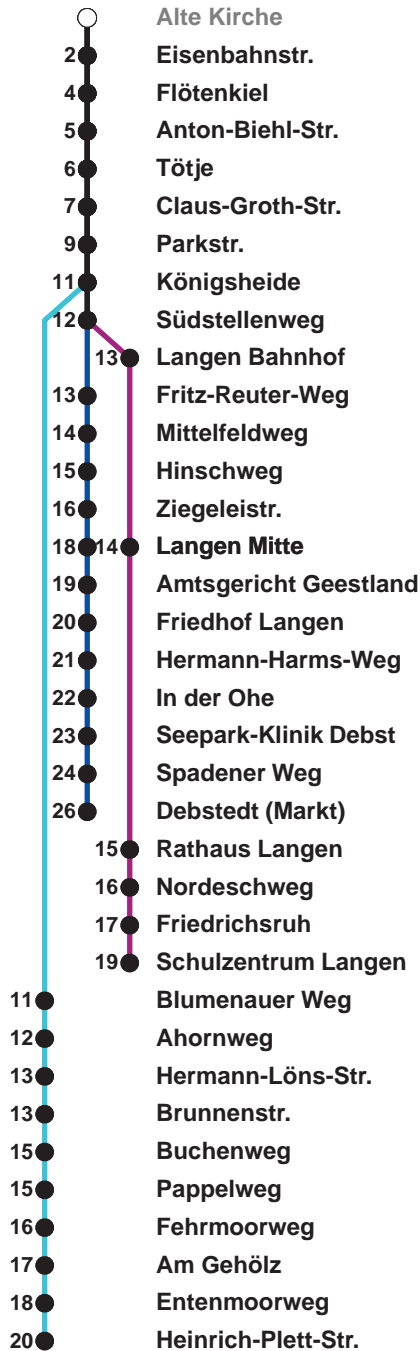 Alte Kirche
2 Eisenbahnstr.
4 Flötenkiel
5 Anton-Biehl-Str.
6 Tötje
7 Claus-Groth-Str.
9 Parkstr.
11 Königsheide
12 Südstellenweg
13 Langen Bahnhof
13 Fritz-Reuter-Weg
14 Mittelfeldweg
15 Hinschweg
16 Ziegeleistr.
18 14 Langen Mitte
19 Amtsgericht Geestland
20 Friedhof Langen
21 Hermann-Harms-Weg
22 In der Ohe
23 Seepark-Klinik Debst
24 Spadener Weg
26 Debstedt (Markt)
15 Rathaus Langen
16 Nordeschweg
17 Friedrichsruh
19 Schulzentrum Langen
11 Blumenauer Weg
12 Ahornweg
13 Hermann-Löns-Str.
13 Brunnenstr.
15 Buchenweg
15 Pappelweg
16 Fehrmoorweg
17 Am Gehölz
18 Entenmoorweg
20 Heinrich-Plett-Str.